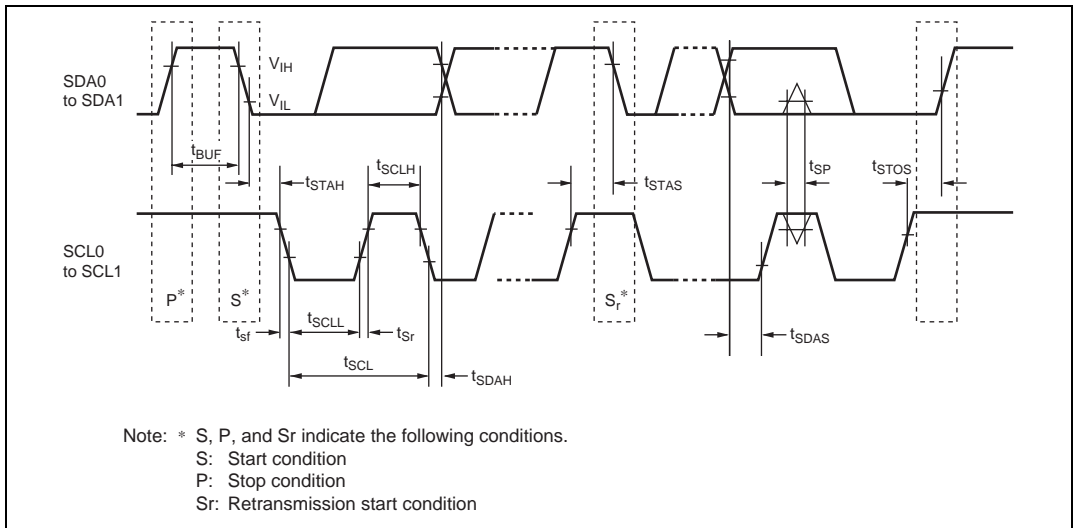 SDA0
to SDA1
V_IH
V_IL
t_BUF
t_STAH
t_SCLH
t_STAS
t_SP
t_STOS
SCL0
to SCL1
P*
S*
S_r*
t_sf
t_SCLL
t_Sr
t_SCL
t_SDAH
t_SDAS
Note: * S, P, and Sr indicate the following conditions.
S: Start condition
P: Stop condition
Sr: Retransmission start condition